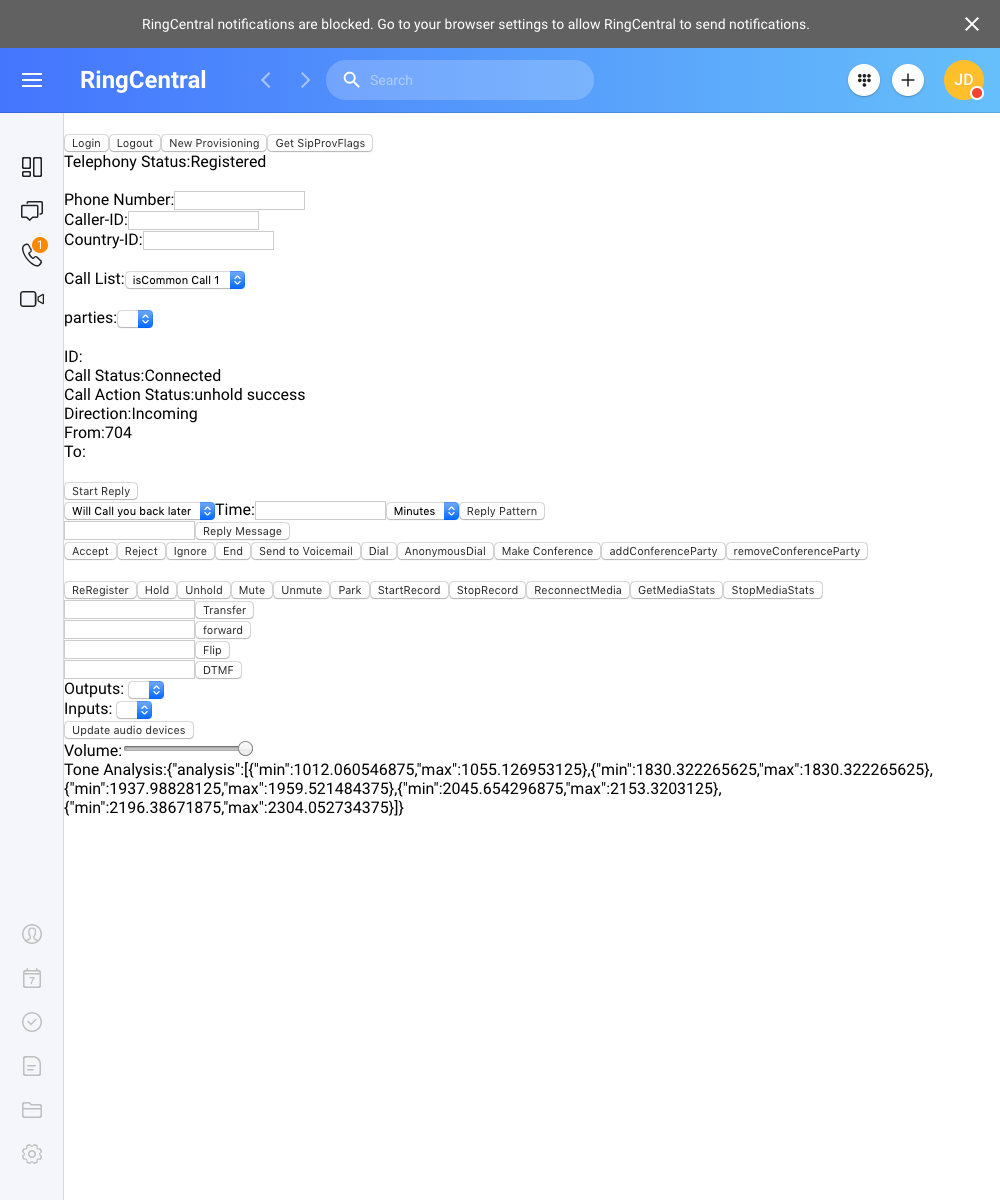 RingCentral notifications are blocked. Go to your browser settings to allow RingCentral to send notifications.
RingCentral Search JD
Login Logout New Provisioning Get SipProvFlags
Telephony Status:Registered
Phone Number:
Caller-ID:
Country-ID:
1
Call List: isCommon Call 1
parties:
ID:
Call Status:Connected
Call Action Status:unhold success
Direction:Incoming
From:704
To:
Start Reply
Will Call you back later Time: Minutes Reply Pattern
Reply Message
Accept Reject Ignore End Send to Voicemail Dial AnonymousDial Make Conference addConferenceParty removeConferenceParty
ReRegister Hold Unhold Mute Unmute Park StartRecord StopRecord ReconnectMedia GetMediaStats StopMediaStats
Transfer
forward
Flip
DTMF
Outputs:
Inputs:
Update audio devices
Volume:
Tone Analysis:{"analysis":[{"min":1012.060546875,"max":1055.126953125},{"min":1830.322265625,"max":1830.322265625},
{"min":1937.98828125,"max":1959.521484375},{"min":2045.654296875,"max":2153.3203125},
{"min":2196.38671875,"max":2304.052734375}]}
7